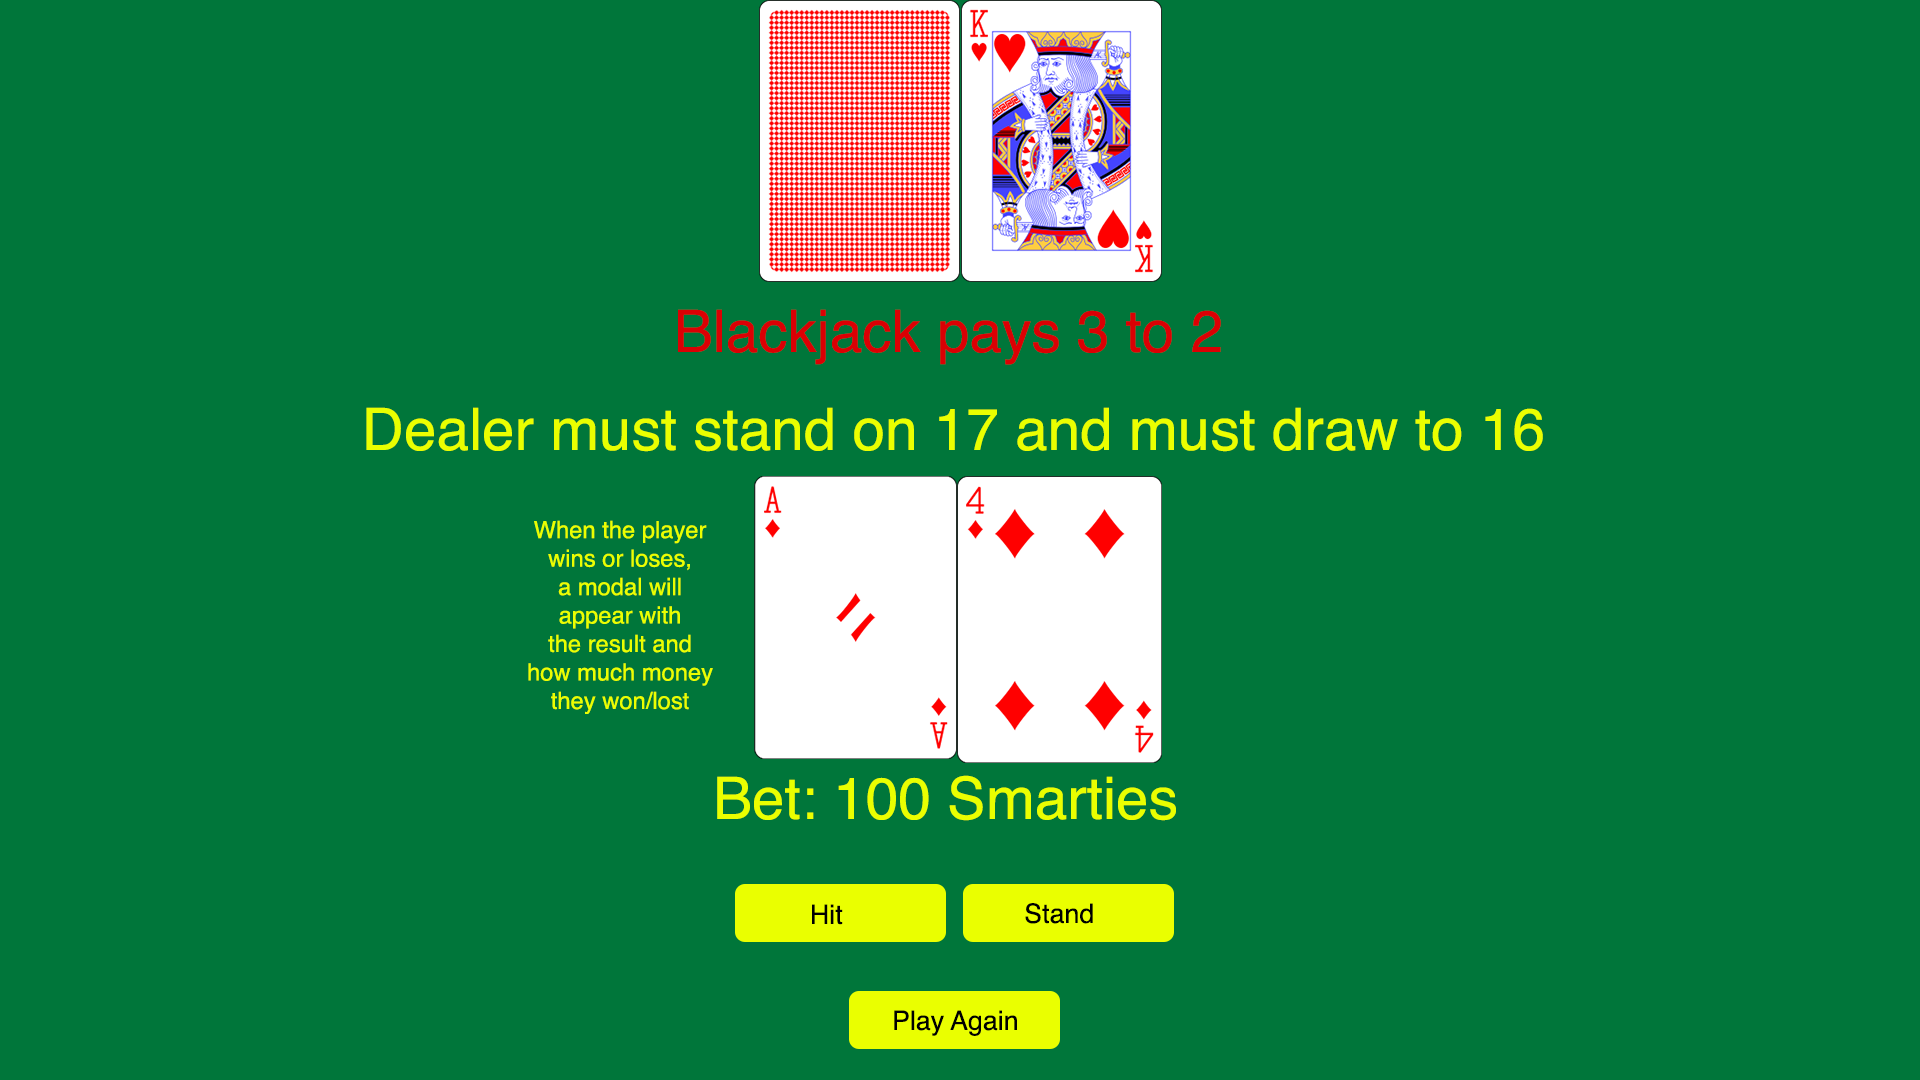 K
K
Blackjack pays 3 to 2
Dealer must stand on 17 and must draw to 16
A
4
When the player
wins or loses,
a modal will
appear with
the result and
how much money
they won/lost
A
4
Bet: 100 Smarties
Hit
Stand
Play Again